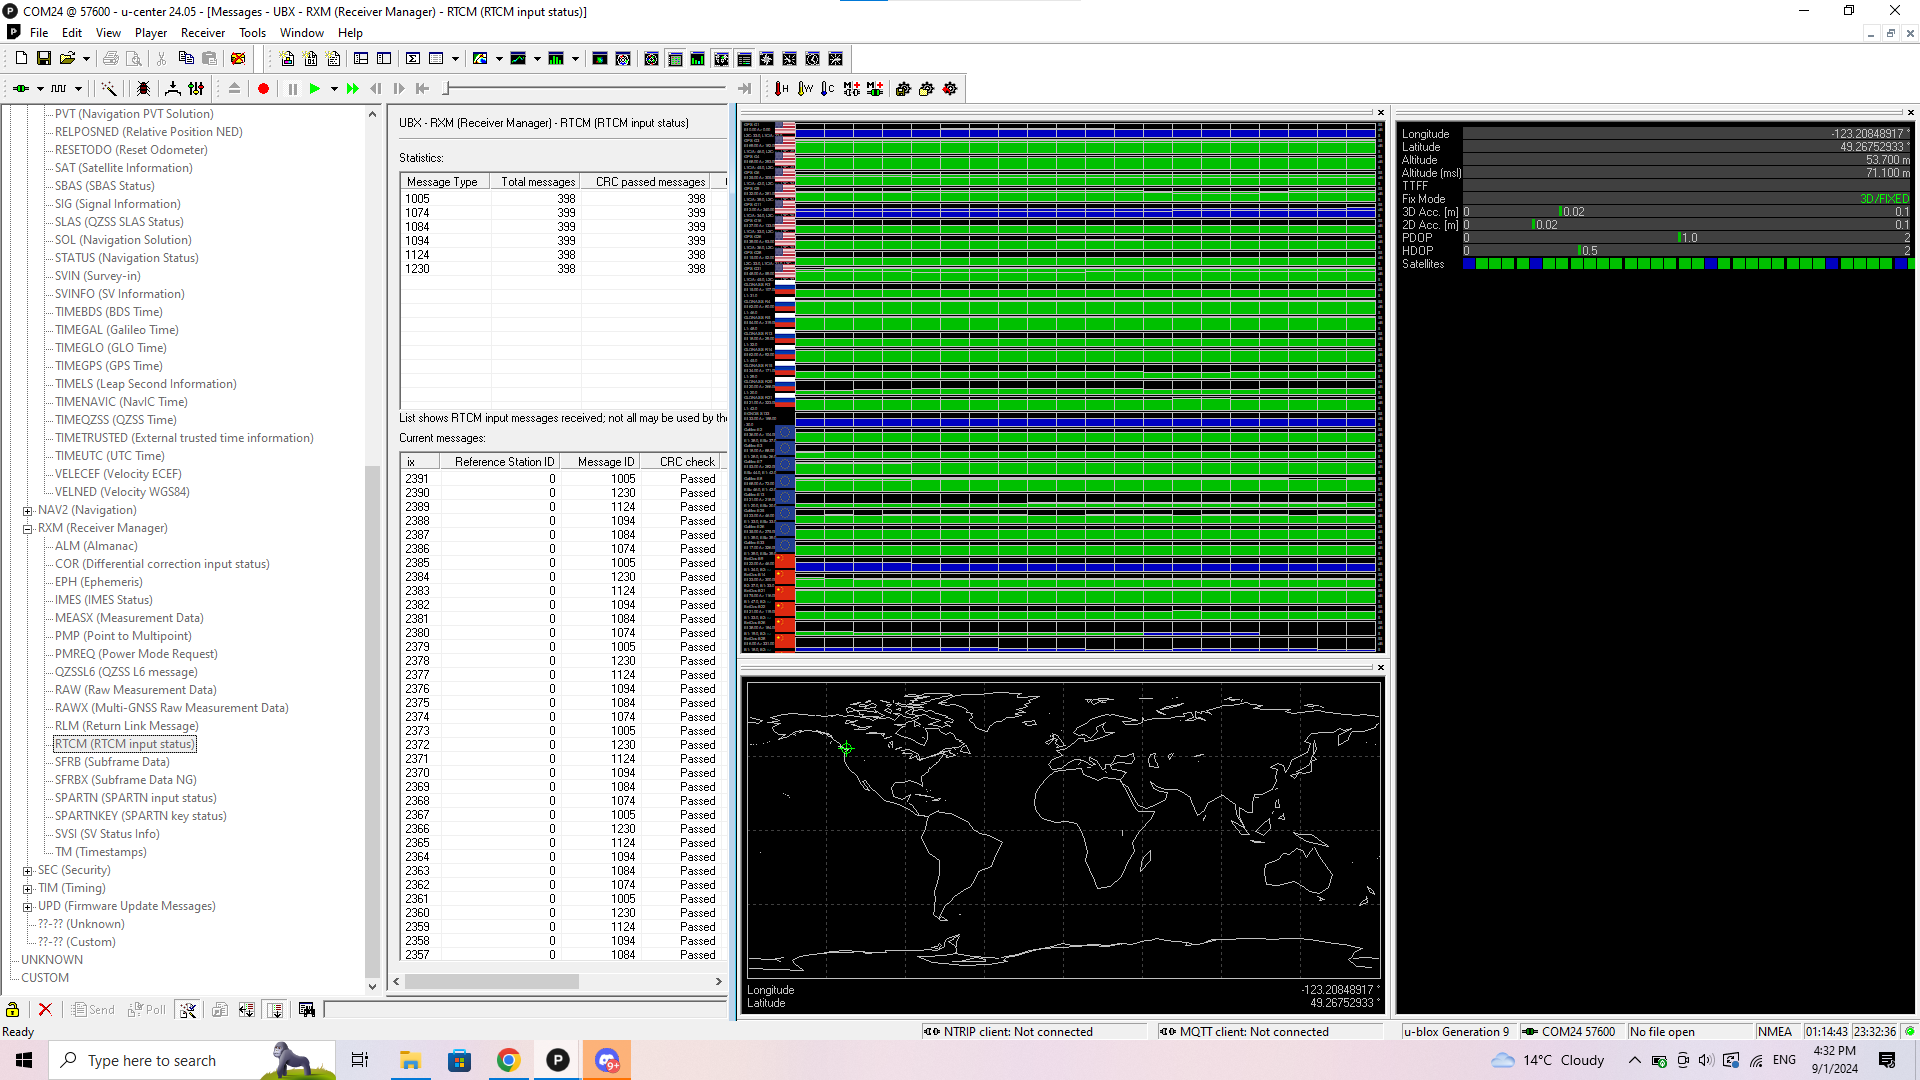 COM24 @ 57600 - u-center 24.05 - [Messages - UBX - RXM (Receiver Manager) - RTCM (RTCM input status)]
File Edit View Player Receiver Tools Window Help
PVT (Navigation PVT Solution)
RELPOSNED (Relative Position NED)
RESETODO (Reset Odometer)
SAT (Satellite Information)
SBAS (SBAS Status)
SIG (Signal Information)
SLAS (QZSS SLAS Status)
SOL (Navigation Solution)
STATUS (Navigation Status)
SVIN (Survey-in)
SVINFO (SV Information)
TIMEBDS (BDS Time)
TIMEGAL (Galileo Time)
TIMEGLO (GLO Time)
TIMEGPS (GPS Time)
TIMELS (Leap Second Information)
TIMENAVIC (NavIC Time)
TIMEQZSS (QZSS Time)
TIMETRUSTED (External trusted time information)
TIMEUTC (UTC Time)
VELECEF (Velocity ECEF)
VELNED (Velocity WGS84)
NAV2 (Navigation)
RXM (Receiver Manager)
ALM (Almanac)
COR (Differential correction input status)
EPH (Ephemeris)
IMES (IMES Status)
MEASX (Measurement Data)
PMP (Point to Multipoint)
PMREQ (Power Mode Request)
QZSSL6 (QZSS L6 message)
RAW (Raw Measurement Data)
RAWX (Multi-GNSS Raw Measurement Data)
RLM (Return Link Message)
RTCM (RTCM input status)
SFRB (Subframe Data)
SFRBX (Subframe Data NG)
SPARTN (SPARTN input status)
SPARTNKEY (SPARTN key status)
SVSI (SV Status Info)
TM (Timestamps)
SEC (Security)
TIM (Timing)
UPD (Firmware Update Messages)
??-?? (Unknown)
??-?? (Custom)
UNKNOWN
CUSTOM
Send Poll
UBX - RXM (Receiver Manager) - RTCM (RTCM input status)
Statistics:
Message Type Total messages CRC passed messages
1005 398 398
1074 399 399
1084 399 399
1094 399 399
1124 398 398
1230 398 398
List shows RTCM input messages received; not all may be used by the
Current messages:
ix Reference Station ID Message ID CRC check
2391 0 1005 Passed
2390 0 1230 Passed
2389 0 1124 Passed
2388 0 1094 Passed
2387 0 1084 Passed
2386 0 1074 Passed
2385 0 1005 Passed
2384 0 1230 Passed
2383 0 1124 Passed
2382 0 1094 Passed
2381 0 1084 Passed
2380 0 1074 Passed
2379 0 1005 Passed
2378 0 1230 Passed
2377 0 1124 Passed
2376 0 1094 Passed
2375 0 1084 Passed
2374 0 1074 Passed
2373 0 1005 Passed
2372 0 1230 Passed
2371 0 1124 Passed
2370 0 1094 Passed
2369 0 1084 Passed
2368 0 1074 Passed
2367 0 1005 Passed
2366 0 1230 Passed
2365 0 1124 Passed
2364 0 1094 Passed
2363 0 1084 Passed
2362 0 1074 Passed
2361 0 1005 Passed
2360 0 1230 Passed
2359 0 1124 Passed
2358 0 1094 Passed
2357 0 1084 Passed
Longitude -123.20848917 °
Latitude 49.26752933 °
Longitude -123.20848917 °
Latitude 49.26752933 °
Altitude 53.700 m
Altitude (msl) 71.100 m
TTFF
Fix Mode 3D/FIXED
3D Acc. [m] 0 0.02 0.1
2D Acc. [m] 0 0.02 0.1
PDOP 0 1.0 2
HDOP 0 0.5 2
Satellites
Ready
NTRIP client: Not connected MQTT client: Not connected u-blox Generation 9 COM24 57600 No file open NMEA 01:14:43 23:32:36
Type here to search 9+ 14°C Cloudy ENG
4:32 PM
9/1/2024